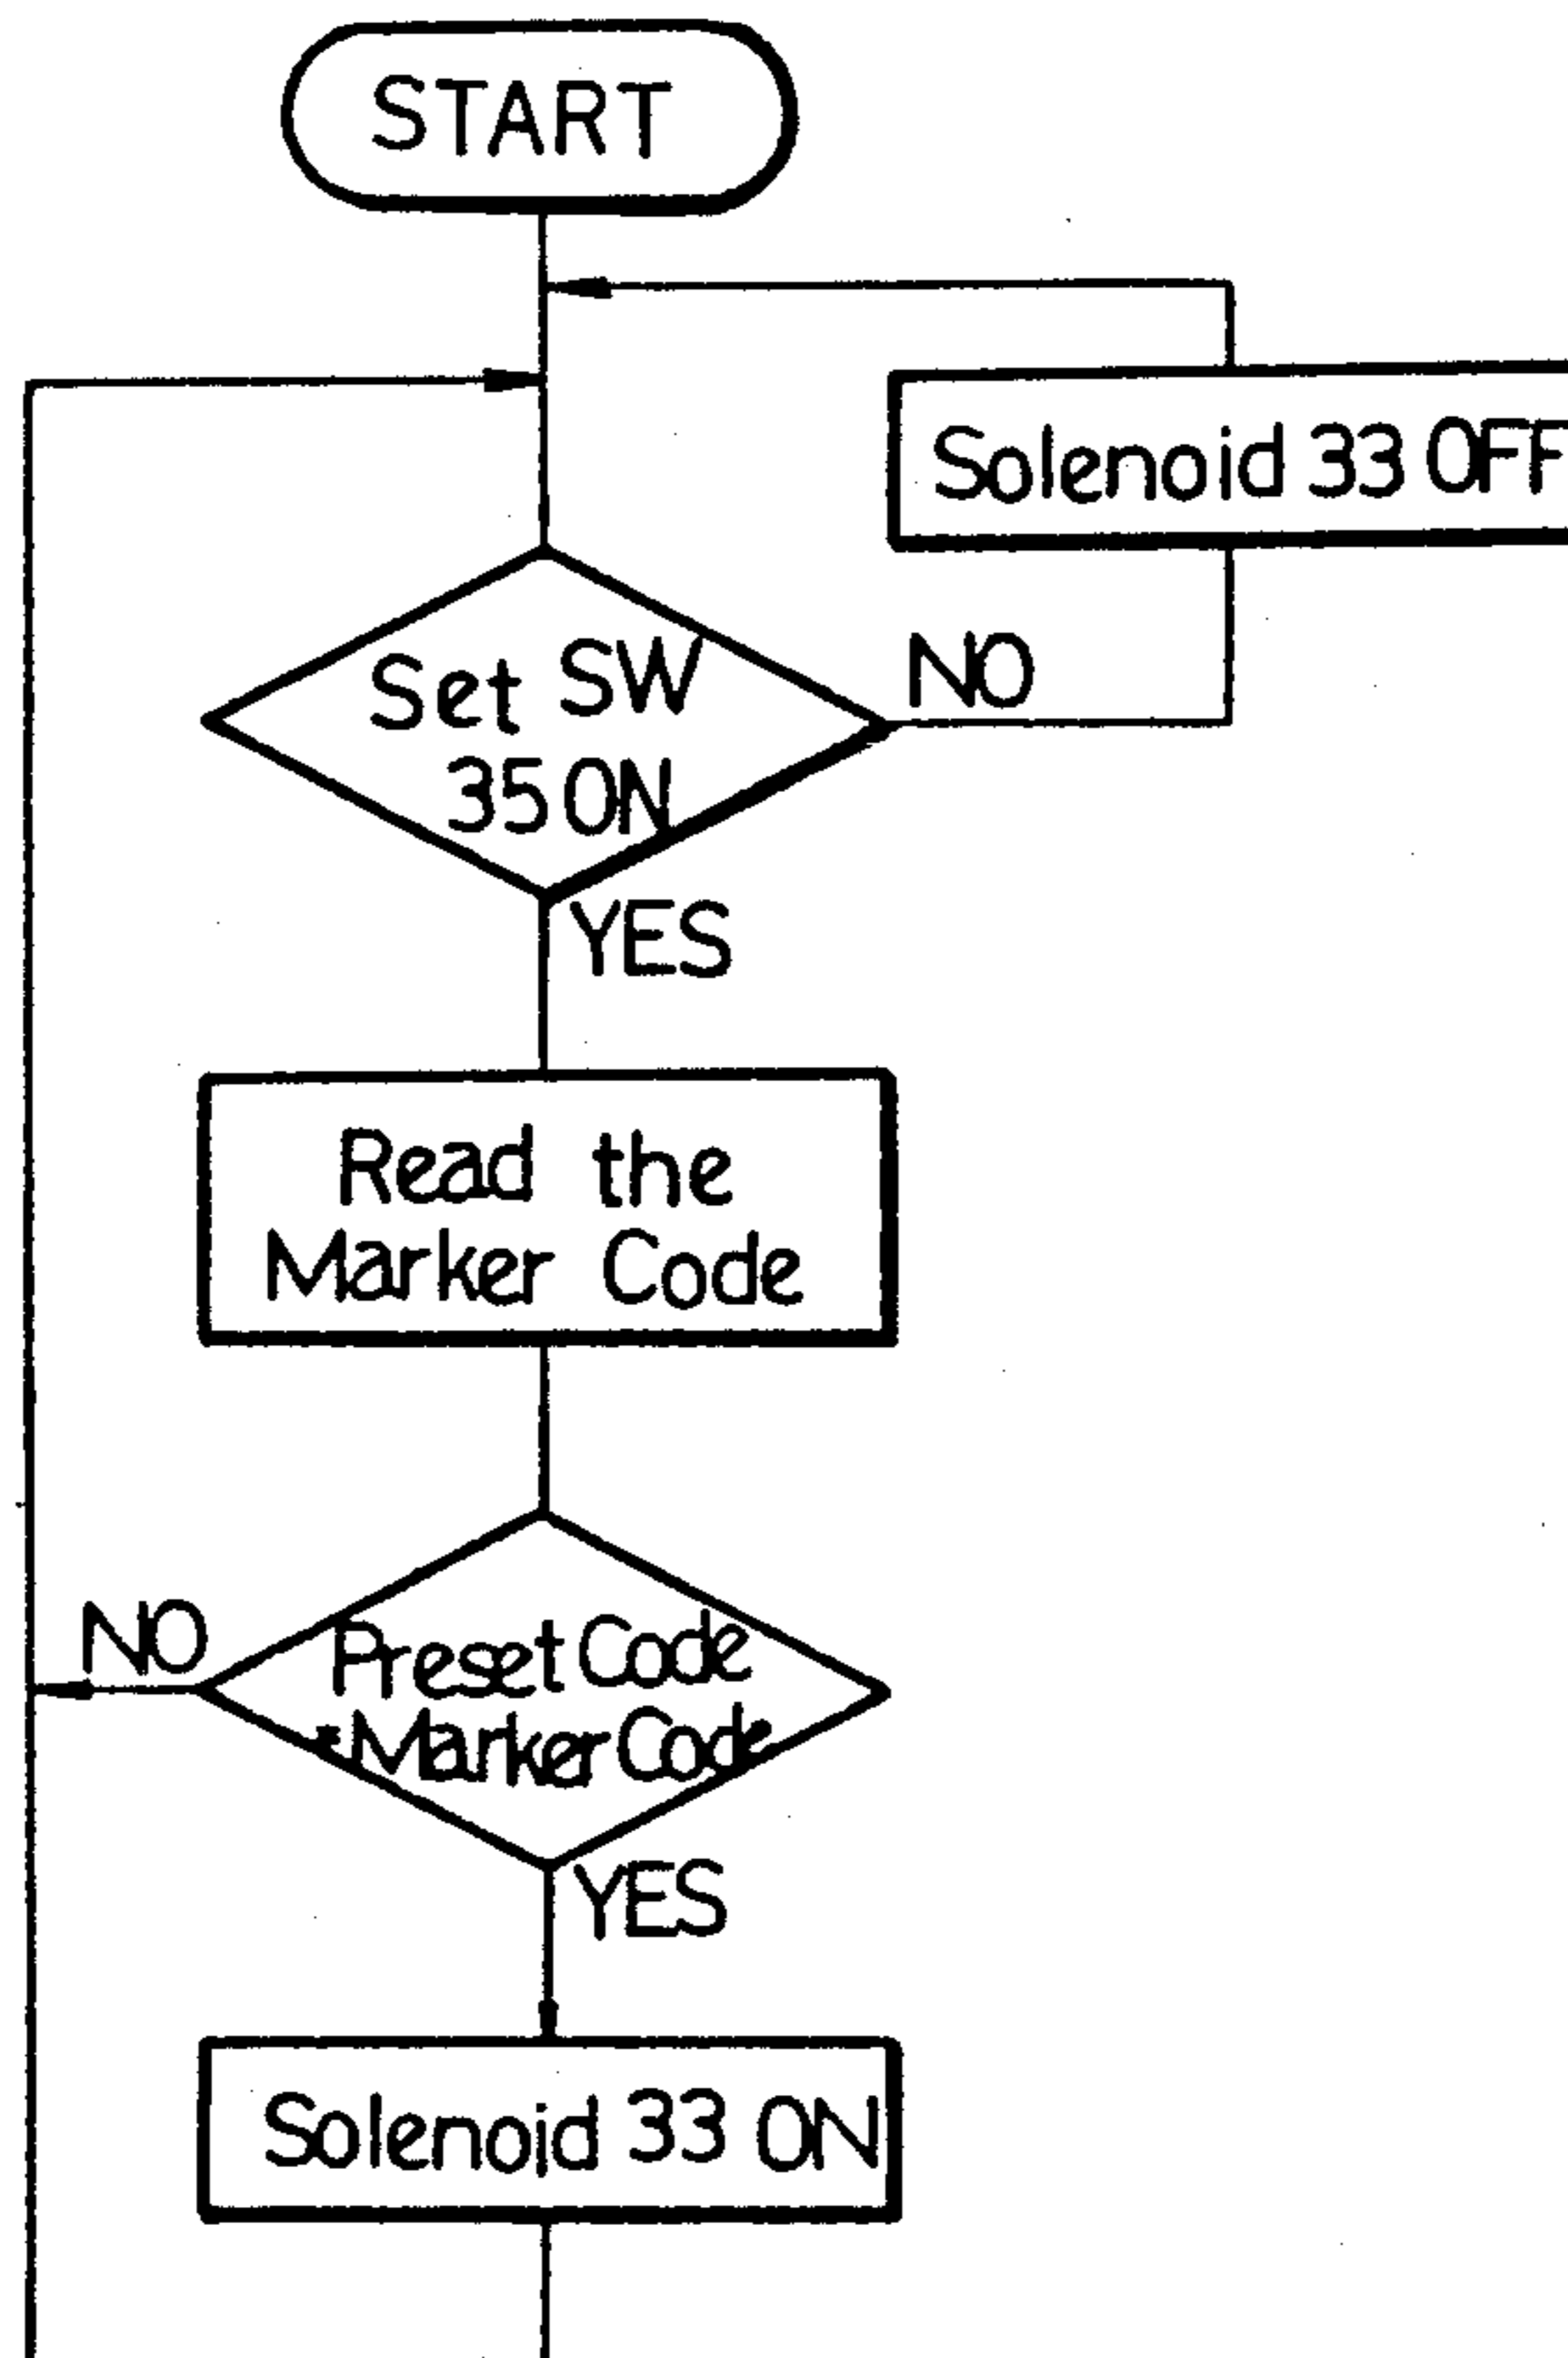 START
Solenoid 33 OFF
Set SW
35 ON
NO
YES
Read the
Marker Code
NO
Preset Code
Marker Code
YES
Solenoid 33 ON